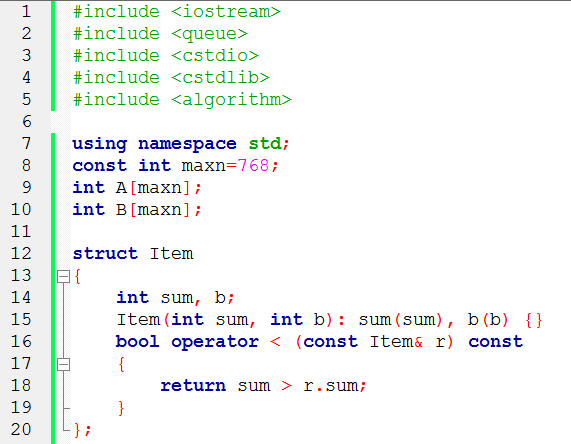 1 #include <iostream>
2 #include <queue>
3 #include <cstdio>
4 #include <cstdlib>
5 #include <algorithm>
6
7 using namespace std;
8 const int maxn=768;
9 int A[maxn];
10 int B[maxn];
11
12 struct Item
13 {
14     int sum, b;
15     Item(int sum, int b): sum(sum), b(b) {}
16     bool operator < (const Item& r) const
17     {
18         return sum > r.sum;
19     }
20 };